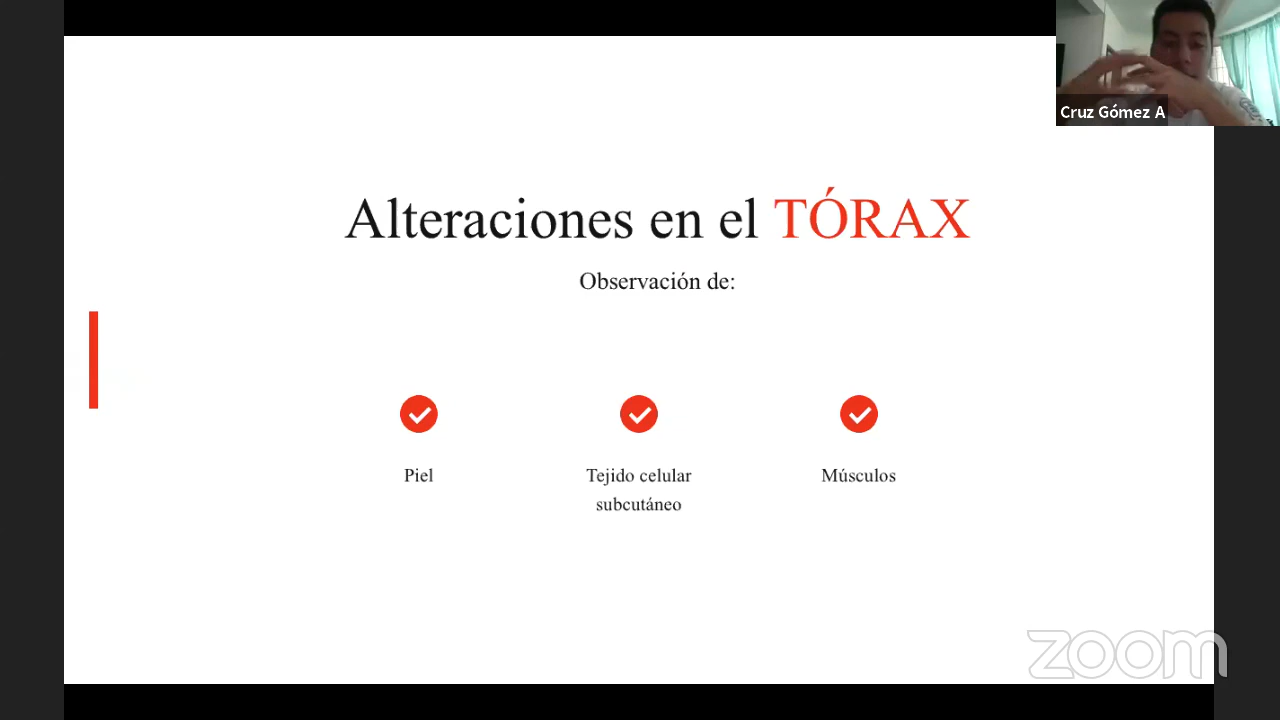 Cruz Gómez A
Alteraciones en el TÓRAX
Observación de:
Piel
Tejido celular
subcutáneo
Músculos
zoom